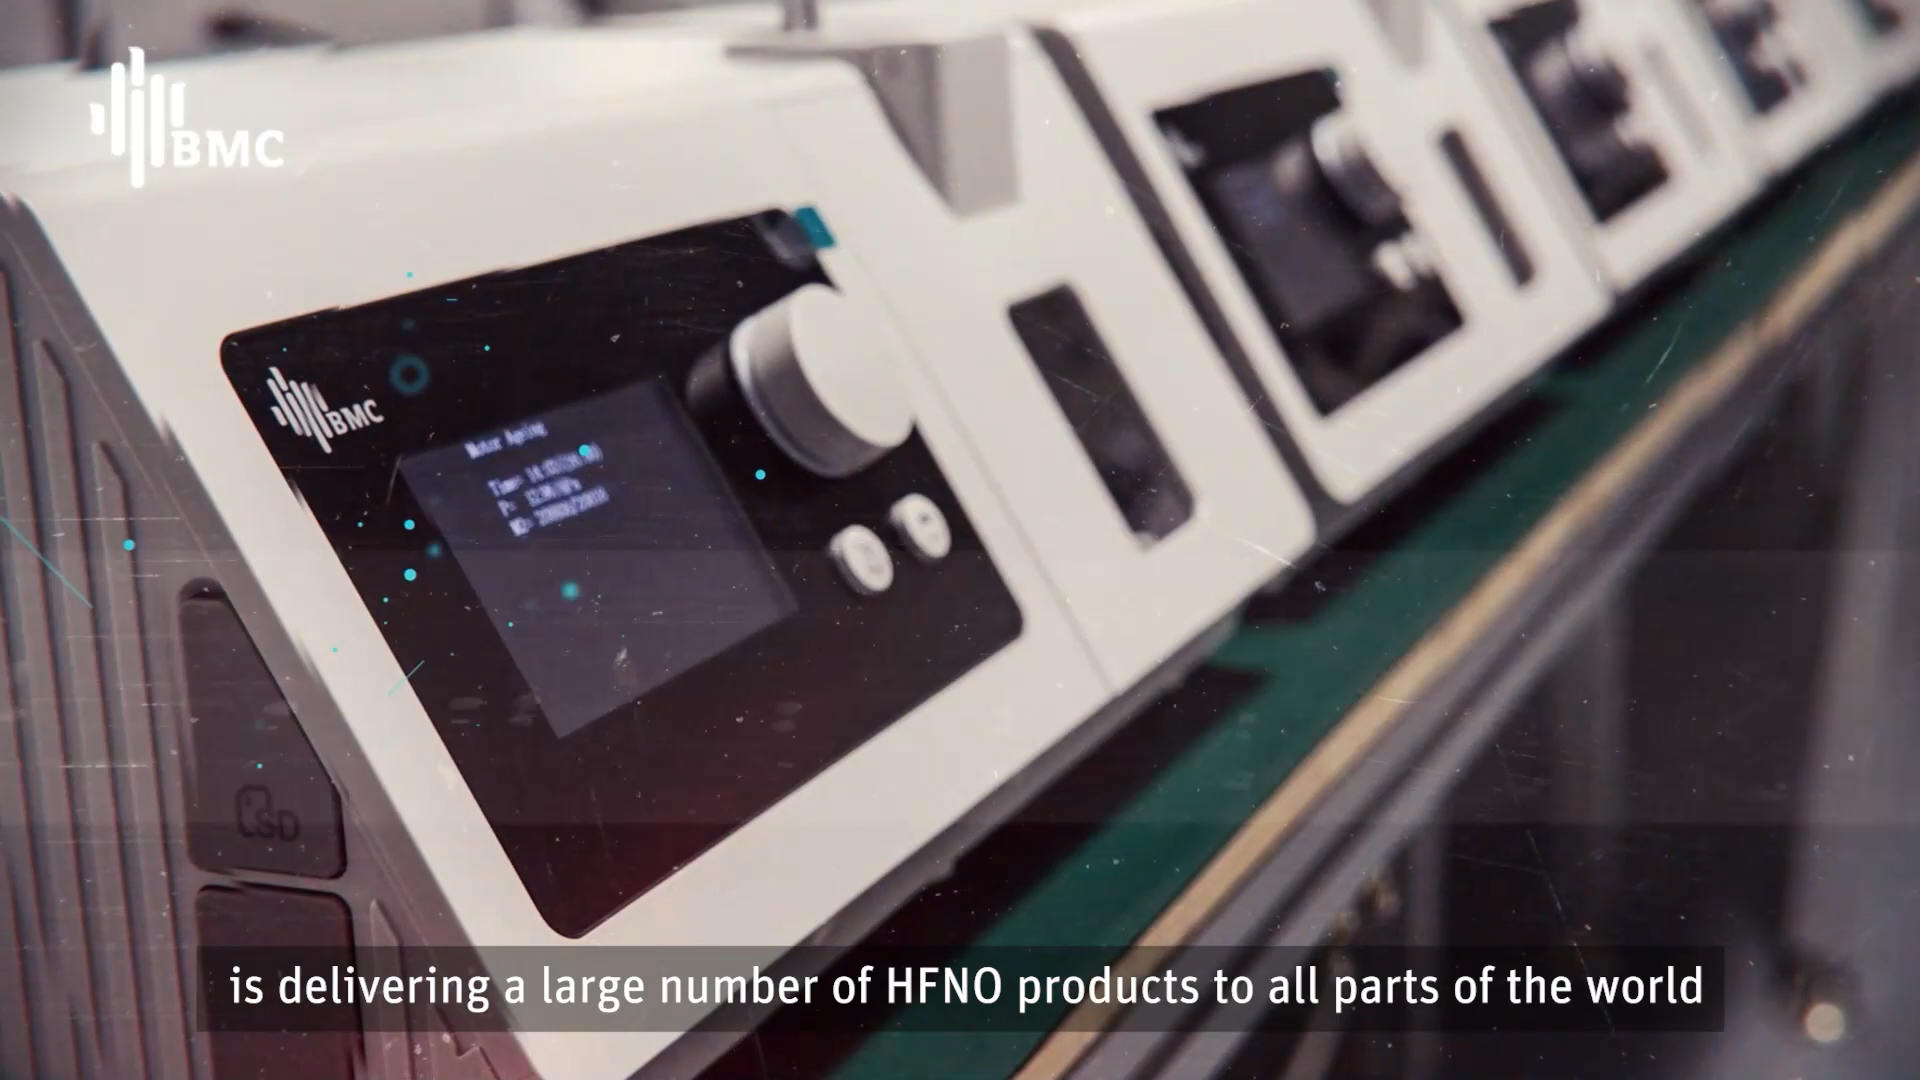 BMC
BMC
Motor Ageing
SD
is delivering a large number of HFNO products to all parts of the world